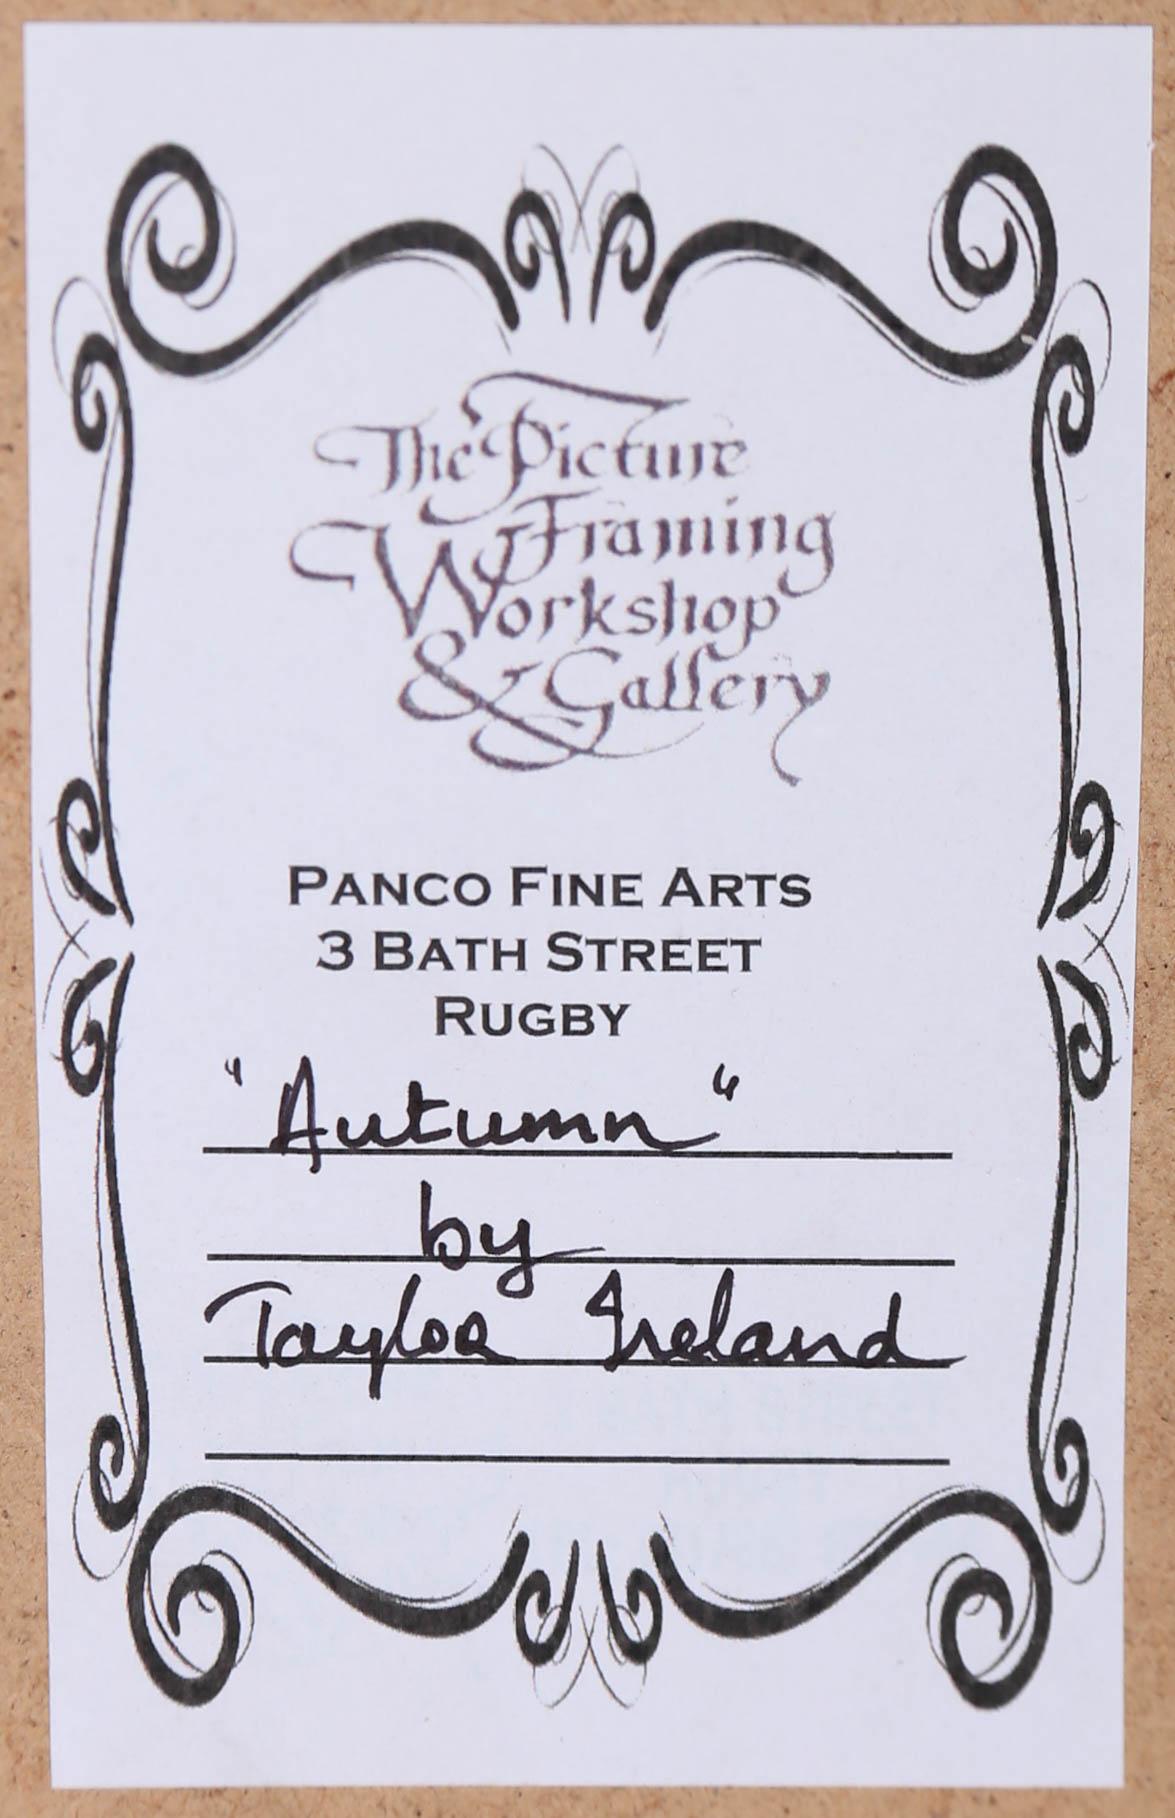 The Picture
Framing
Workshop
& Gallery
PANCO FINE ARTS
3 BATH STREET
RUGBY
"Autumn"
by
Taylor Ireland